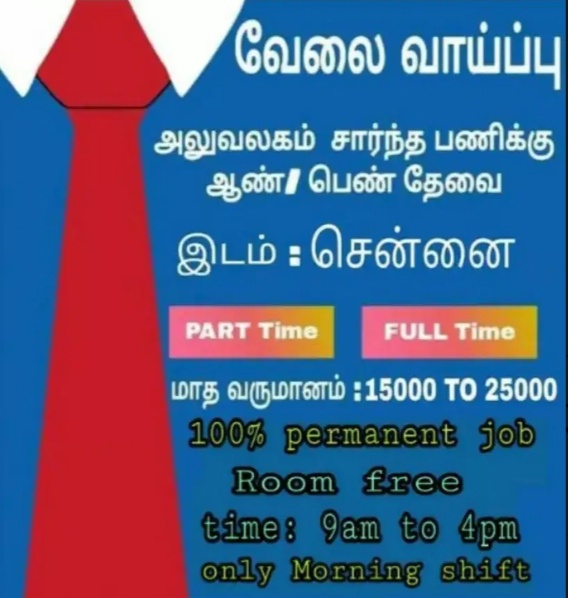 வேலை வாய்ப்பு
அலுவலகம் சார்ந்த பணிக்கு
ஆண்/ பெண் தேவை
இடம் : சென்னை
PART Time FULL Time
மாத வருமானம் :15000 TO 25000
100% permanent job
Room free
time: 9am to 4pm
only Morning shift